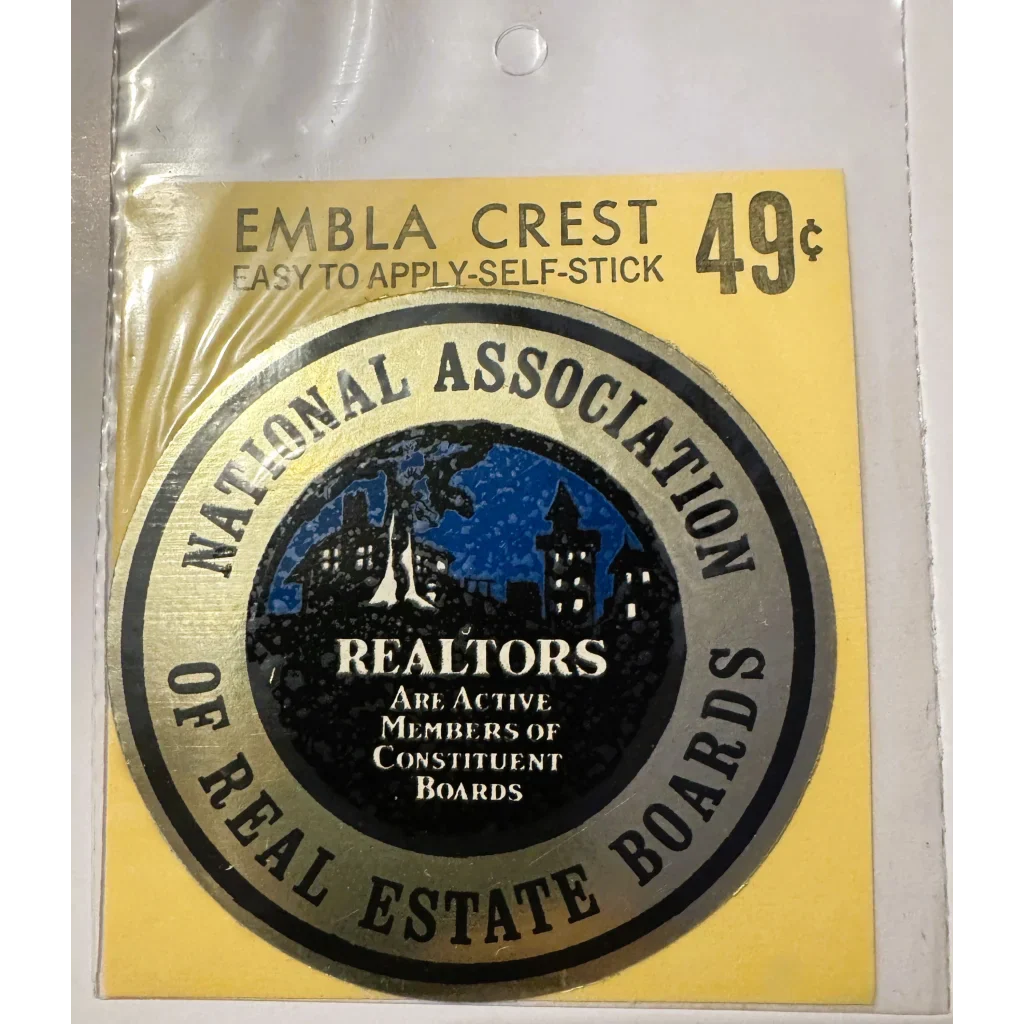 EMBLA CREST 49¢
EASY TO APPLY-SELF-STICK
NATIONAL ASSOCIATION
OF REAL ESTATE BOARDS
REALTORS
ARE ACTIVE
MEMBERS OF
CONSTITUENT
BOARDS